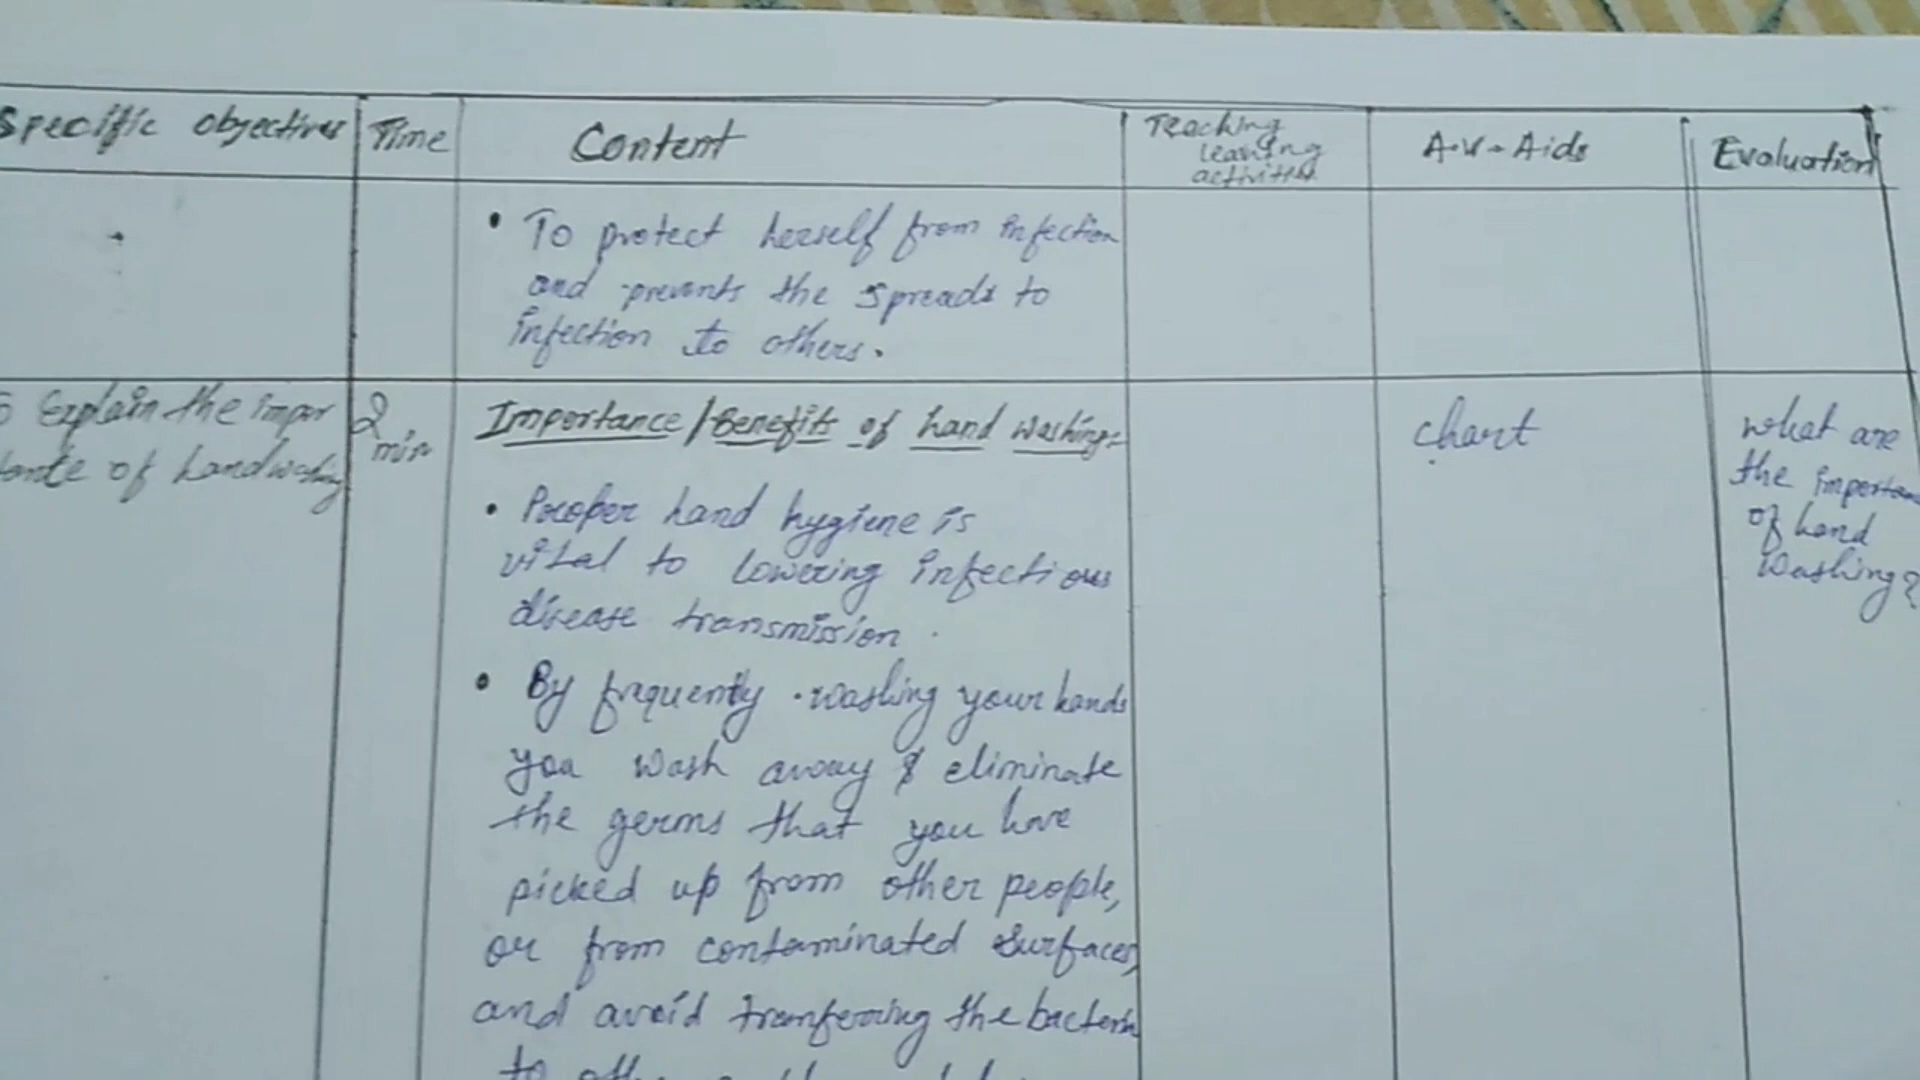 Specific objectives
Time
Content
Teaching
learning
activities
A.V. Aids
Evaluation
• To protect herself from infection
and prevents the spreads to
infection to others.
Explain the impor
tance of handwashing
2
min
Importance/Benefits of hand washing:
• Proper hand hygiene is
vital to lowering infectious
disease transmission.
• By frequently washing your hands
you wash away & eliminate
the germs that you have
picked up from other people,
or from contaminated surfaces,
and avoid transferring the bacteria
to
chart
what are
the importance
of hand
washing?